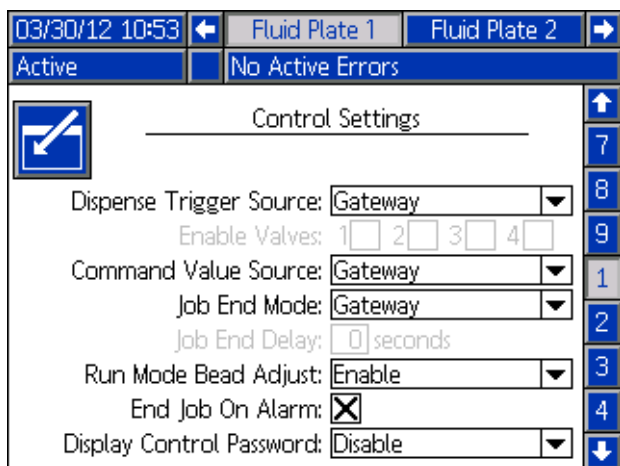 03/30/12 10:53 Fluid Plate 1 Fluid Plate 2
Active No Active Errors
Control Settings
7
Dispense Trigger Source: Gateway 8
Enable Valves: 1 2 3 4 9
Command Value Source: Gateway 1
Job End Mode: Gateway 2
Job End Delay: 0 seconds
Run Mode Bead Adjust: Enable 3
End Job On Alarm: 4
Display Control Password: Disable